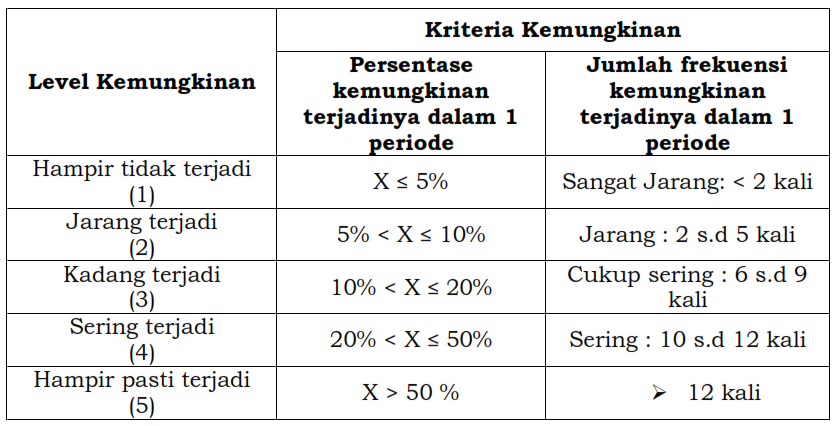 Level Kemungkinan
Kriteria Kemungkinan
Persentase
kemungkinan
terjadinya dalam 1
periode
Jumlah frekuensi
kemungkinan
terjadinya dalam 1
periode
Hampir tidak terjadi
(1)
X ≤ 5%
Sangat Jarang: < 2 kali
Jarang terjadi
(2)
5% < X ≤ 10%
Jarang : 2 s.d 5 kali
Kadang terjadi
(3)
10% < X ≤ 20%
Cukup sering : 6 s.d 9
kali
Sering terjadi
(4)
20% < X ≤ 50%
Sering : 10 s.d 12 kali
Hampir pasti terjadi
(5)
X > 50 %
➢ 12 kali